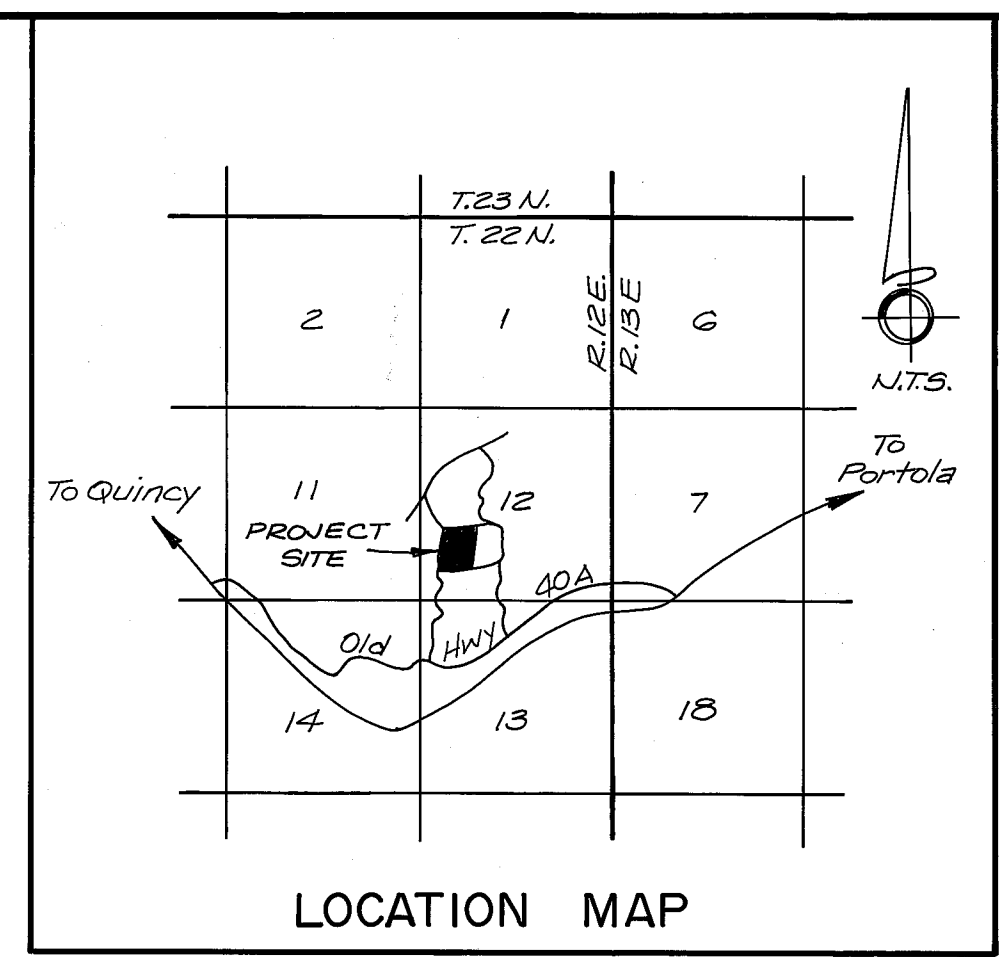 T.23 N.
T. 22 N.
2
1
R.12E.
R.13E
6
N.T.S.
To Quincy
11
12
7
To
Portola
PROJECT
SITE
40A
Old
HWY
14
13
18
LOCATION MAP